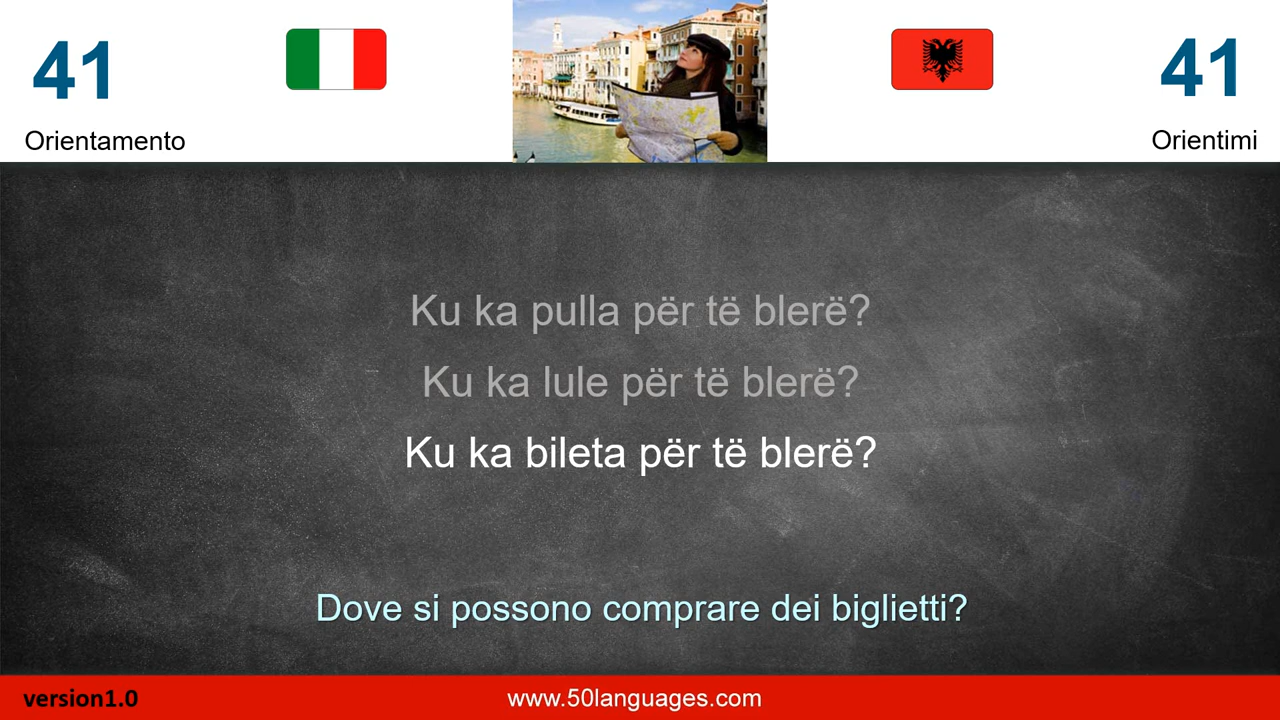 41
41
Orientamento
Orientimi
Ku ka pulla për të blerë?
Ku ka lule për të blerë?
Ku ka bileta për të blerë?
Dove si possono comprare dei biglietti?
version1.0
www.50languages.com